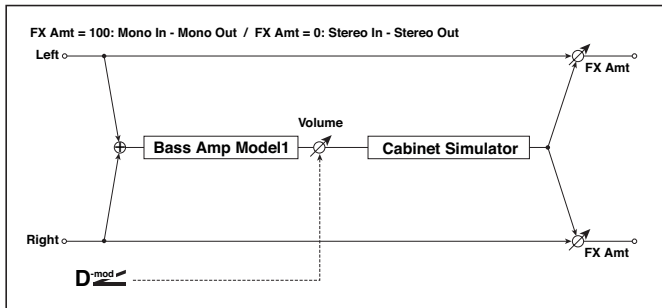 FX Amt = 100: Mono In - Mono Out / FX Amt = 0: Stereo In - Stereo Out
Left
FX Amt
Volume
Bass Amp Model1
Cabinet Simulator
Right
FX Amt
D-mod